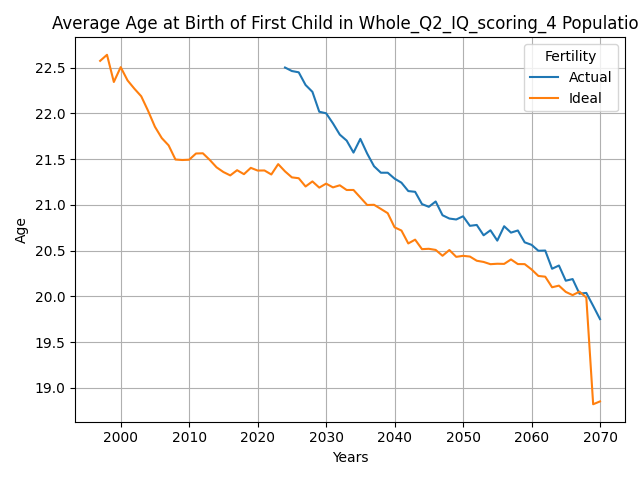 Average Age at Birth of First Child in Whole_Q2_IQ_scoring_4 Populatio
Fertility
Actual
Ideal
22.5
22.0
21.5
21.0
20.5
20.0
19.5
19.0
Age
2000 2010 2020 2030 2040 2050 2060 2070
Years